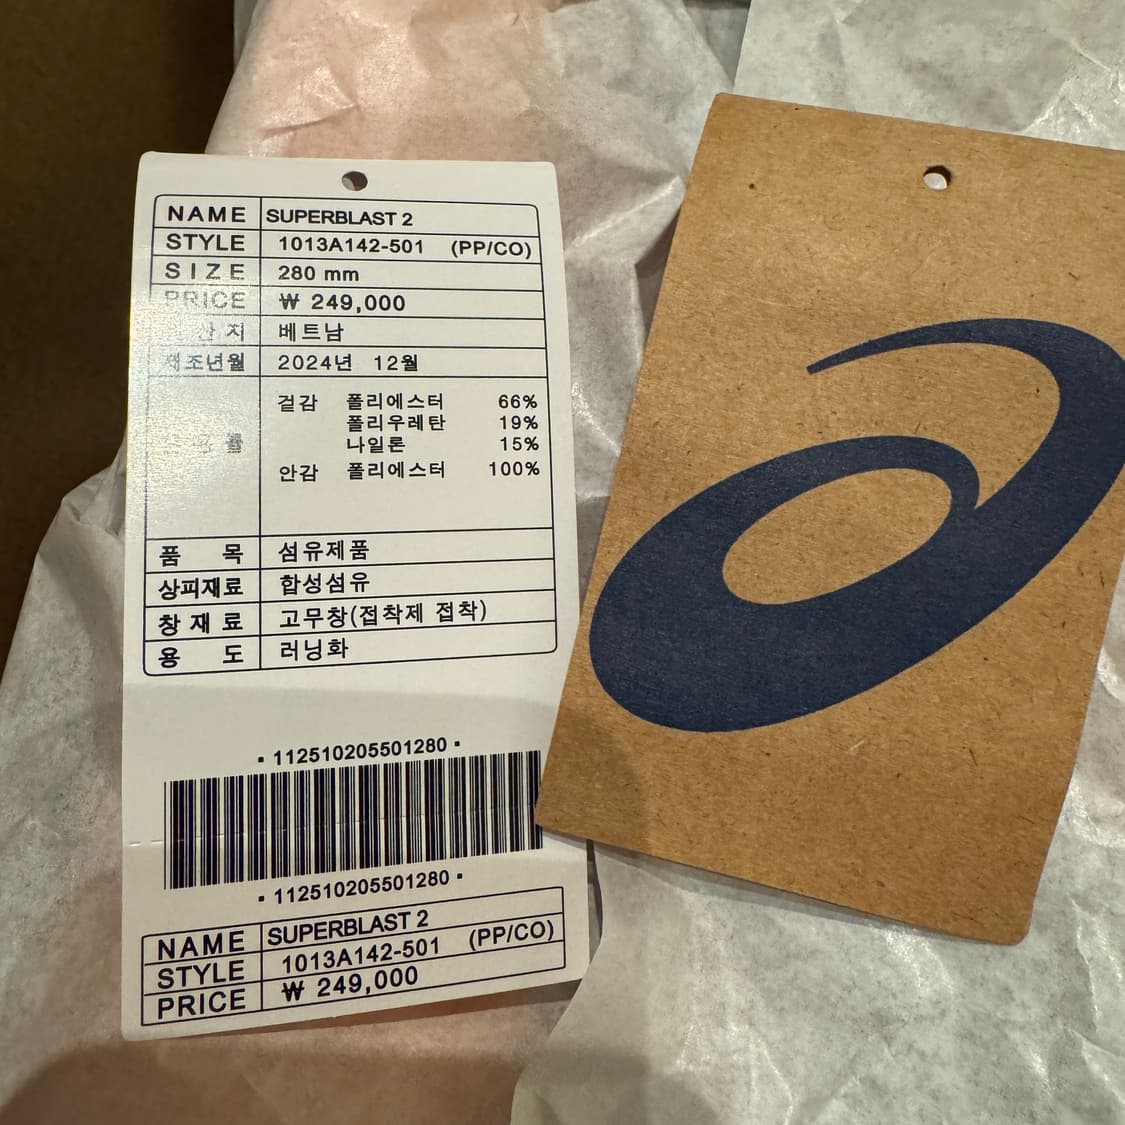 NAME SUPERBLAST 2
STYLE 1013A142-501 (PP/CO)
SIZE 280 mm
PRICE ₩ 249,000
산 지 베트남
제조년월 2024년 12월
겉감 폴리에스터 66%
폴리우레탄 19%
나일론 15%
용 률
안감 폴리에스터 100%
품 목 섬유제품
상피재료 합성섬유
창 재 료 고무창(접착제 접착)
용 도 러닝화
· 112510205501280 ·
· 112510205501280 ·
NAME SUPERBLAST 2
STYLE 1013A142-501 (PP/CO)
PRICE ₩ 249,000